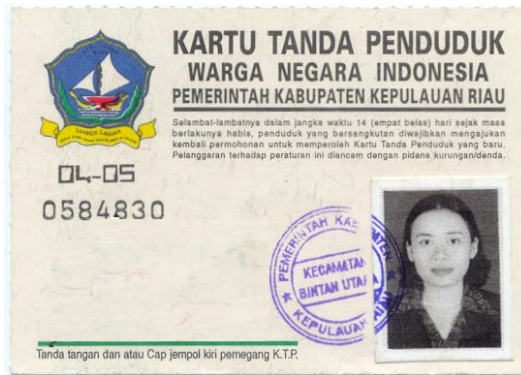 KARTU TANDA PENDUDUK
WARGA NEGARA INDONESIA
PEMERINTAH KABUPATEN KEPULAUAN RIAU
Selambat-lambatnya dalam jangka waktu 14 (empat belas) hari sejak masa
berlakunya habis, penduduk yang bersangkutan diwajibkan mengajukan
kembali permohonan untuk memperoleh Kartu Tanda Penduduk yang baru.
Pelanggaran terhadap peraturan ini diancam dengan pidana kurungan/denda.
04-05
0584830
PEMERINTAH KABUPATEN
KECAMATAN
BINTAN UTAR
KEPULAUAN
Tanda tangan dan atau Cap jempol kiri pemegang K.T.P.